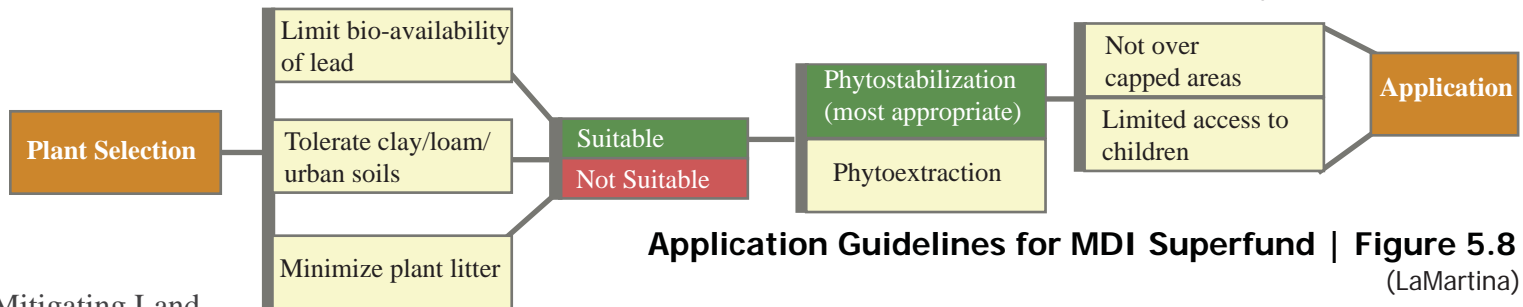 Plant Selection
Limit bio-availability
of lead
Tolerate clay/loam/
urban soils
Minimize plant litter
Suitable
Not Suitable
Phytostabilization
(most appropriate)
Phytoextraction
Not over
capped areas
Limited access to
children
Application
Application Guidelines for MDI Superfund | Figure 5.8
(LaMartina)
Mitigating Land